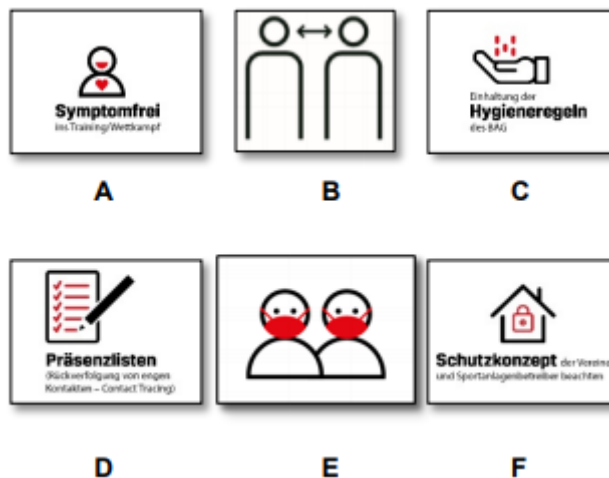 Symptomfrei
ins Training/Wettkampf
Einhaltung der
Hygieneregeln
des BAG
A
B
C
Präsenzlisten
(Rückverfolgung von engen
Kontakten – Contact Tracing)
Schutzkonzept der Vereine
und Sportanlagenbetreiber beachten
D
E
F